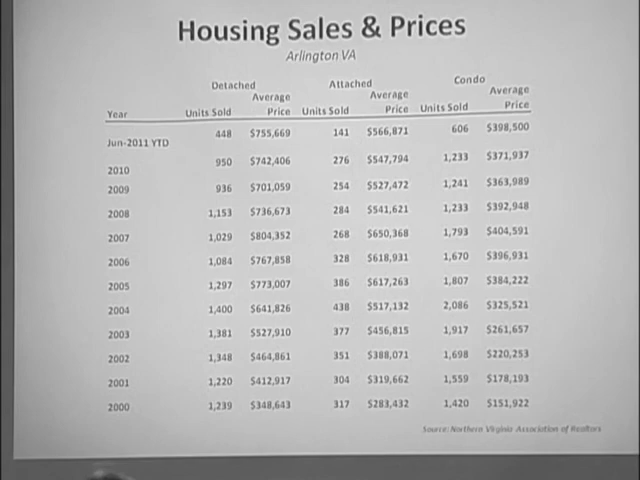 Housing Sales & Prices
Arlington VA
Detached Attached Condo
Year Units Sold Average Price Units Sold Average Price Units Sold Average Price
Jun-2011 YTD 448 $755,669 141 $566,871 606 $398,500
2010 950 $742,406 276 $547,794 1,233 $371,937
2009 936 $701,059 254 $527,472 1,241 $363,989
2008 1,153 $736,673 284 $541,621 1,233 $392,948
2007 1,029 $804,352 268 $650,368 1,793 $404,591
2006 1,084 $767,858 328 $618,931 1,670 $396,931
2005 1,297 $773,007 386 $617,263 1,807 $384,222
2004 1,400 $641,826 438 $517,132 2,086 $325,521
2003 1,381 $527,910 377 $456,815 1,917 $261,657
2002 1,348 $464,861 351 $388,071 1,698 $220,253
2001 1,220 $412,917 304 $319,662 1,559 $178,193
2000 1,239 $348,643 317 $283,432 1,420 $151,922
Source: Northern Virginia Association of Realtors